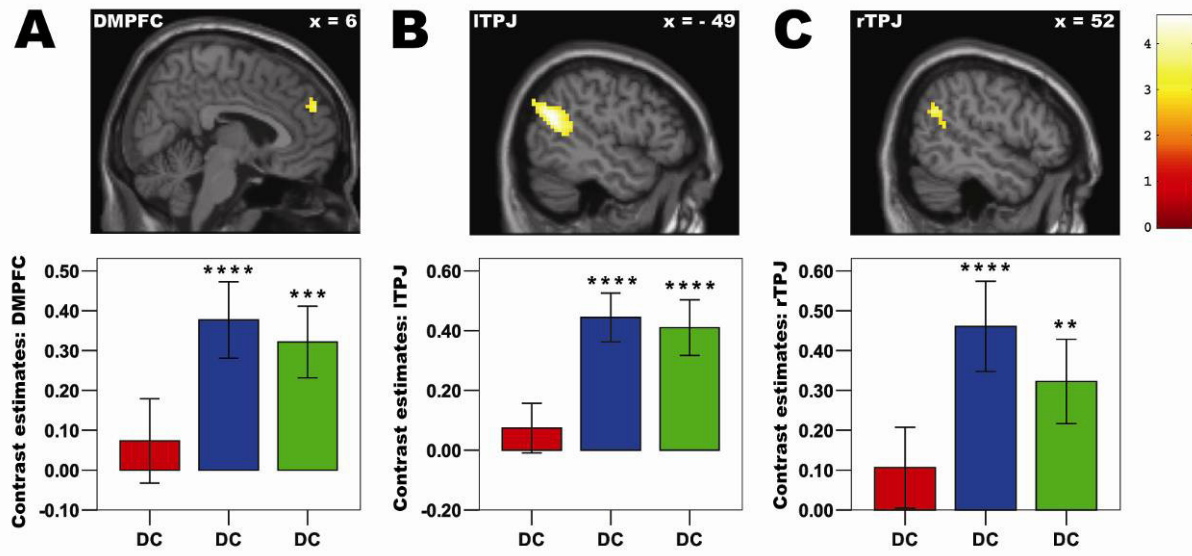 A
DMPFC
x = 6
B
lTPJ
x = - 49
C
rTPJ
x = 52
4
3
2
1
0
Contrast estimates: DMPFC
0.50
0.40
0.30
0.20
0.10
0.00
-0.10
****
***
DC
DC
DC
Contrast estimates: lTPJ
0.60
0.40
0.20
0.00
-0.20
****
****
DC
DC
DC
Contrast estimates: rTPJ
0.60
0.50
0.40
0.30
0.20
0.10
0.00
****
**
DC
DC
DC